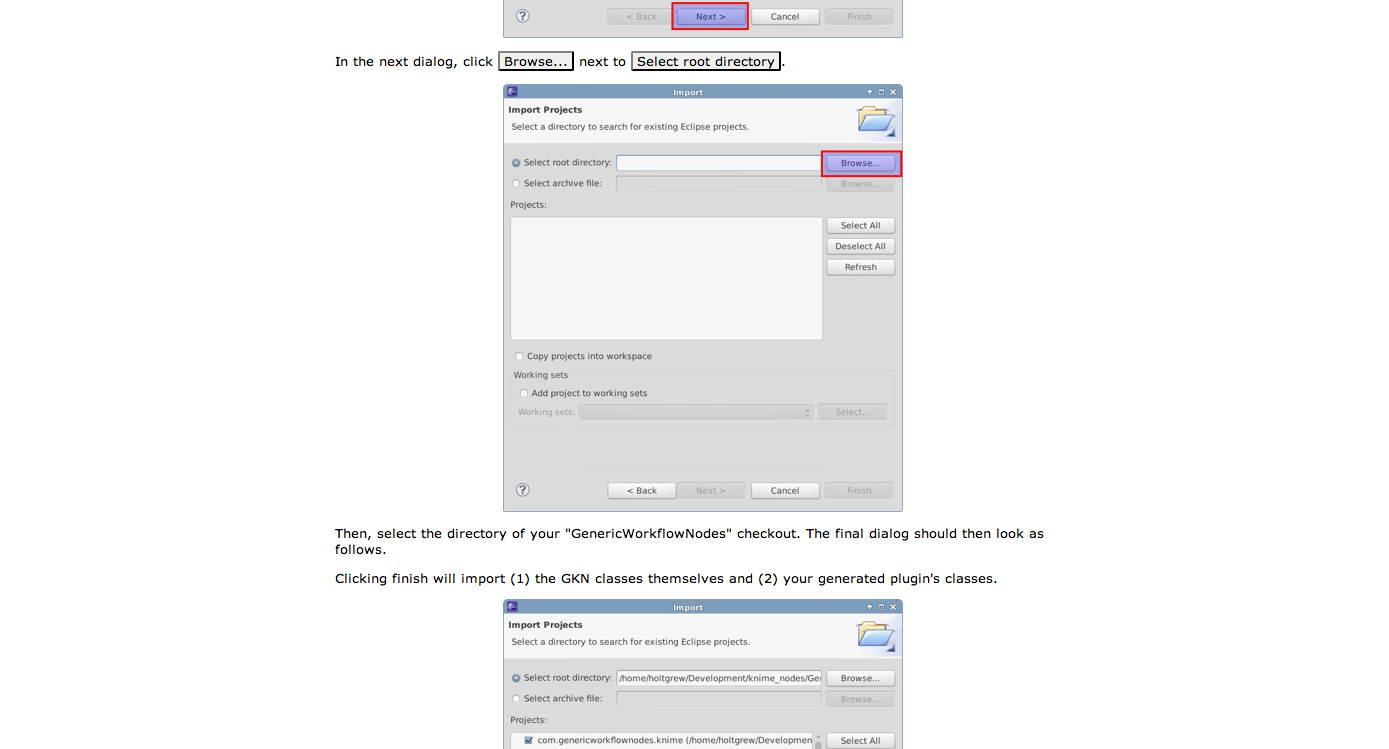 < Back Next > Cancel Finish
In the next dialog, click Browse... next to Select root directory.
Import
Import Projects
Select a directory to search for existing Eclipse projects.
Select root directory: Browse...
Select archive file: Browse...
Projects:
Select All
Deselect All
Refresh
Copy projects into workspace
Working sets
Add project to working sets
Working sets: Select...
< Back Next > Cancel Finish
Then, select the directory of your "GenericWorkflowNodes" checkout. The final dialog should then look as
follows.
Clicking finish will import (1) the GKN classes themselves and (2) your generated plugin's classes.
Import
Import Projects
Select a directory to search for existing Eclipse projects.
Select root directory: /home/holtgrew/Development/knime_nodes/Ge Browse...
Select archive file: Browse...
Projects:
com.genericworkflownodes.knime (/home/holtgrew/Developmen Select All